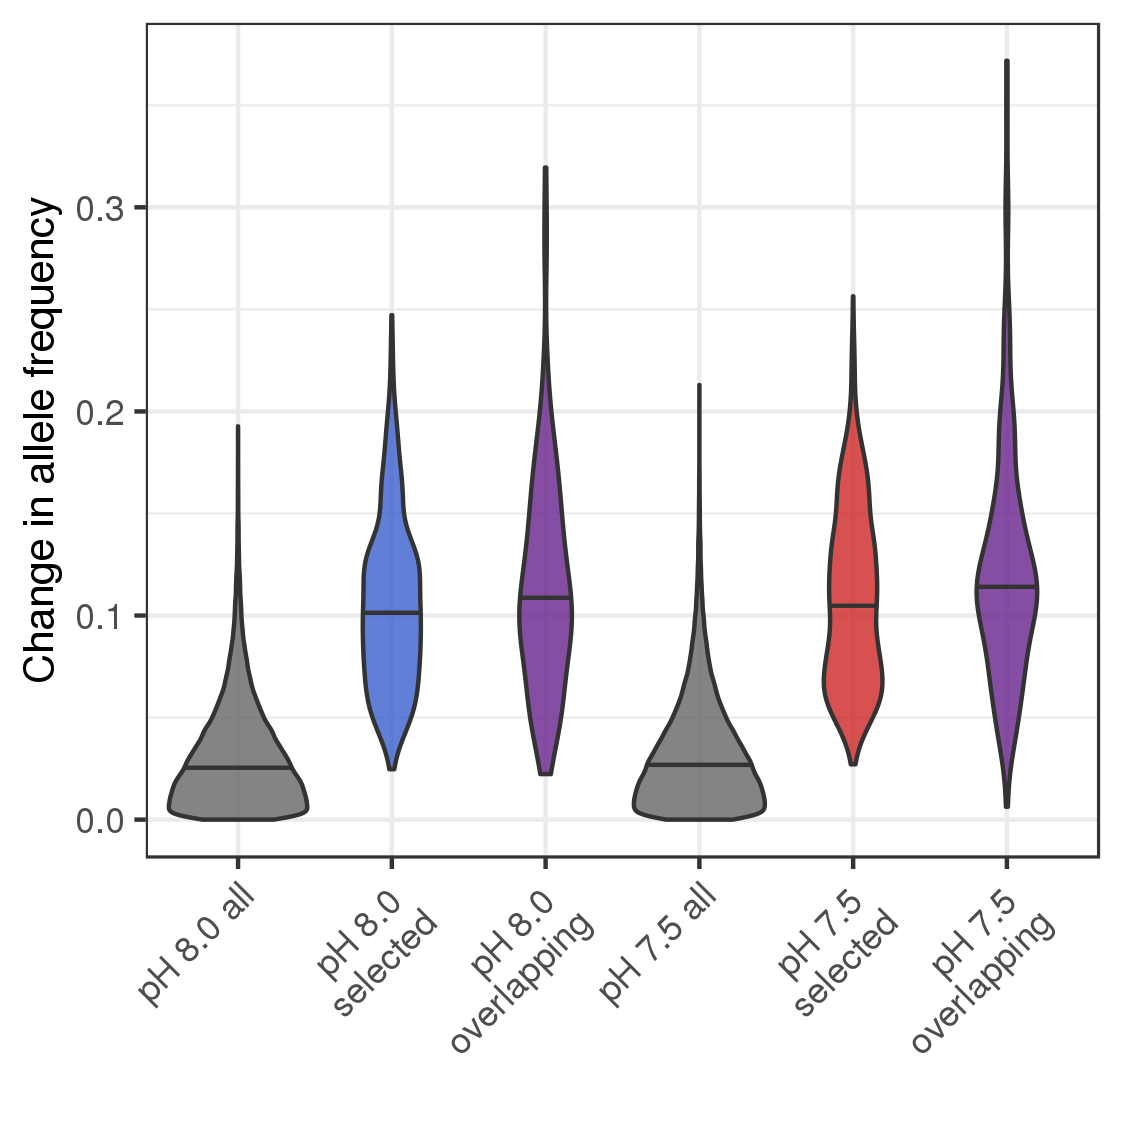 Change in allele frequency
0.3
0.2
0.1
0.0
pH 8.0 all
pH 8.0
selected
pH 8.0
overlapping
pH 7.5 all
pH 7.5
selected
pH 7.5
overlapping